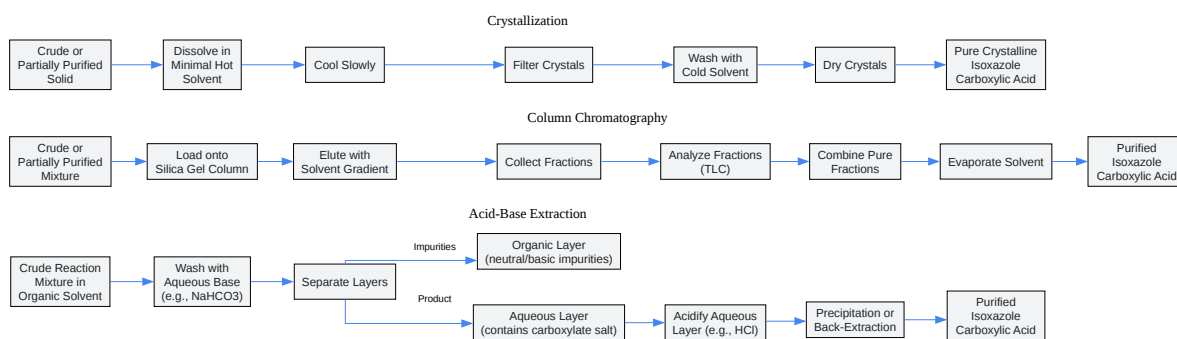 Crystallization
Crude or
Partially Purified
Solid
Dissolve in
Minimal Hot
Solvent
Cool Slowly
Filter Crystals
Wash with
Cold Solvent
Dry Crystals
Pure Crystalline
Isoxazole
Carboxylic Acid
Column Chromatography
Crude or
Partially Purified
Mixture
Load onto
Silica Gel Column
Elute with
Solvent Gradient
Collect Fractions
Analyze Fractions
(TLC)
Combine Pure
Fractions
Evaporate Solvent
Purified
Isoxazole
Carboxylic Acid
Acid-Base Extraction
Crude Reaction
Mixture in
Organic Solvent
Wash with
Aqueous Base
(e.g., NaHCO3)
Separate Layers
Impurities
Organic Layer
(neutral/basic impurities)
Product
Aqueous Layer
(contains carboxylate salt)
Acidify Aqueous
Layer (e.g., HCl)
Precipitation or
Back-Extraction
Purified
Isoxazole
Carboxylic Acid